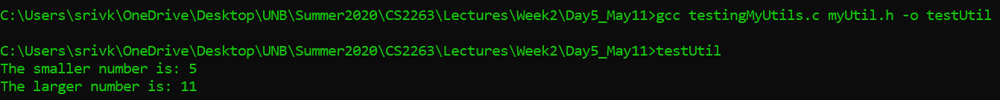 C:\Users\srivk\OneDrive\Desktop\UNB\Summer2020\CS2263\Lectures\Week2\Day5_May11>gcc testingMyUtils.c myUtil.h -o testUtil
C:\Users\srivk\OneDrive\Desktop\UNB\Summer2020\CS2263\Lectures\Week2\Day5_May11>testUtil
The smaller number is: 5
The larger number is: 11